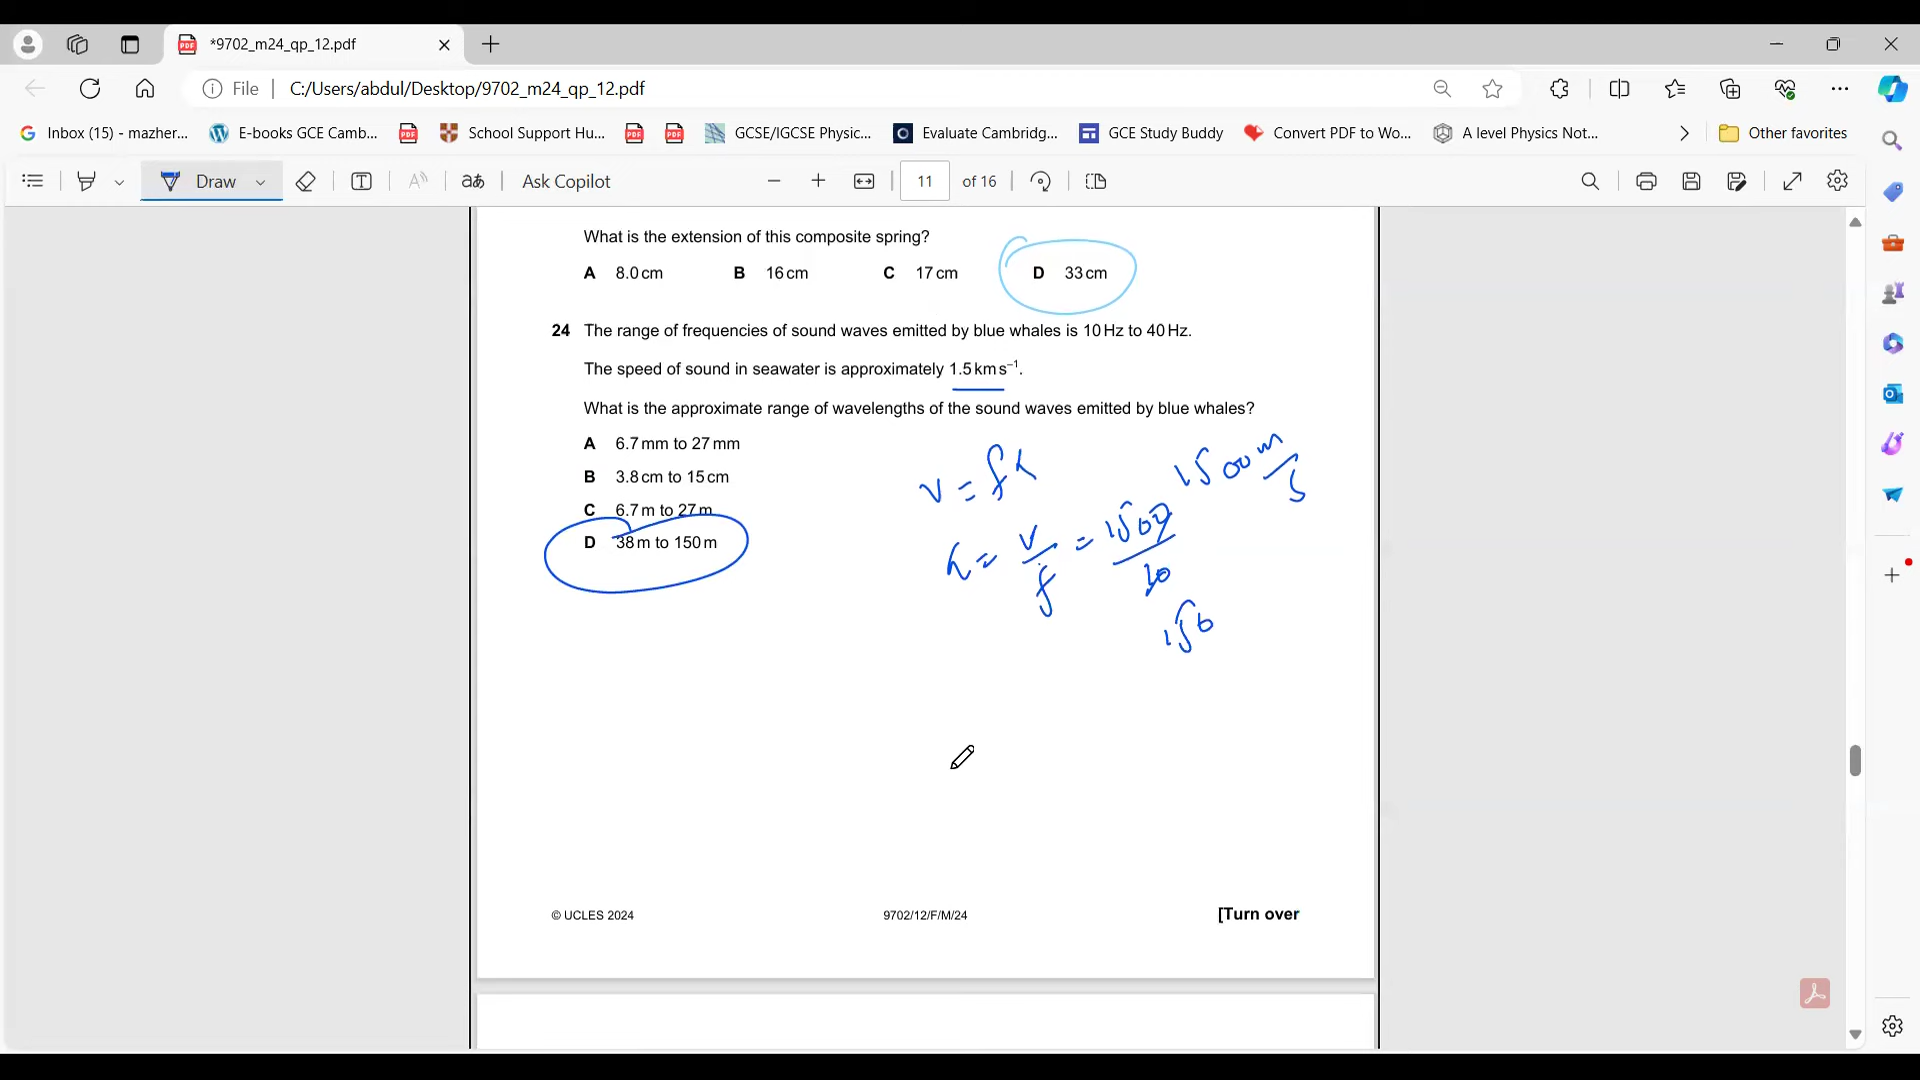 *9702_m24_qp_12.pdf
File
C:/Users/abdul/Desktop/9702_m24_qp_12.pdf
Inbox (15) - mazher...
E-books GCE Camb...
School Support Hu...
GCSE/IGCSE Physic...
Evaluate Cambridg...
GCE Study Buddy
Convert PDF to Wo...
A level Physics Not...
Other favorites
Draw
Ask Copilot
11 of 16
What is the extension of this composite spring?
A 8.0 cm B 16 cm C 17 cm D 33 cm
24 The range of frequencies of sound waves emitted by blue whales is 10 Hz to 40 Hz.
The speed of sound in seawater is approximately 1.5 km s⁻¹.
What is the approximate range of wavelengths of the sound waves emitted by blue whales?
A 6.7 mm to 27 mm
B 3.8 cm to 15 cm
C 6.7 m to 27 m
D 38 m to 150 m
v = fλ
1500 m/s
λ = v/f = 1500/10
150
© UCLES 2024
9702/12/F/M/24
[Turn over